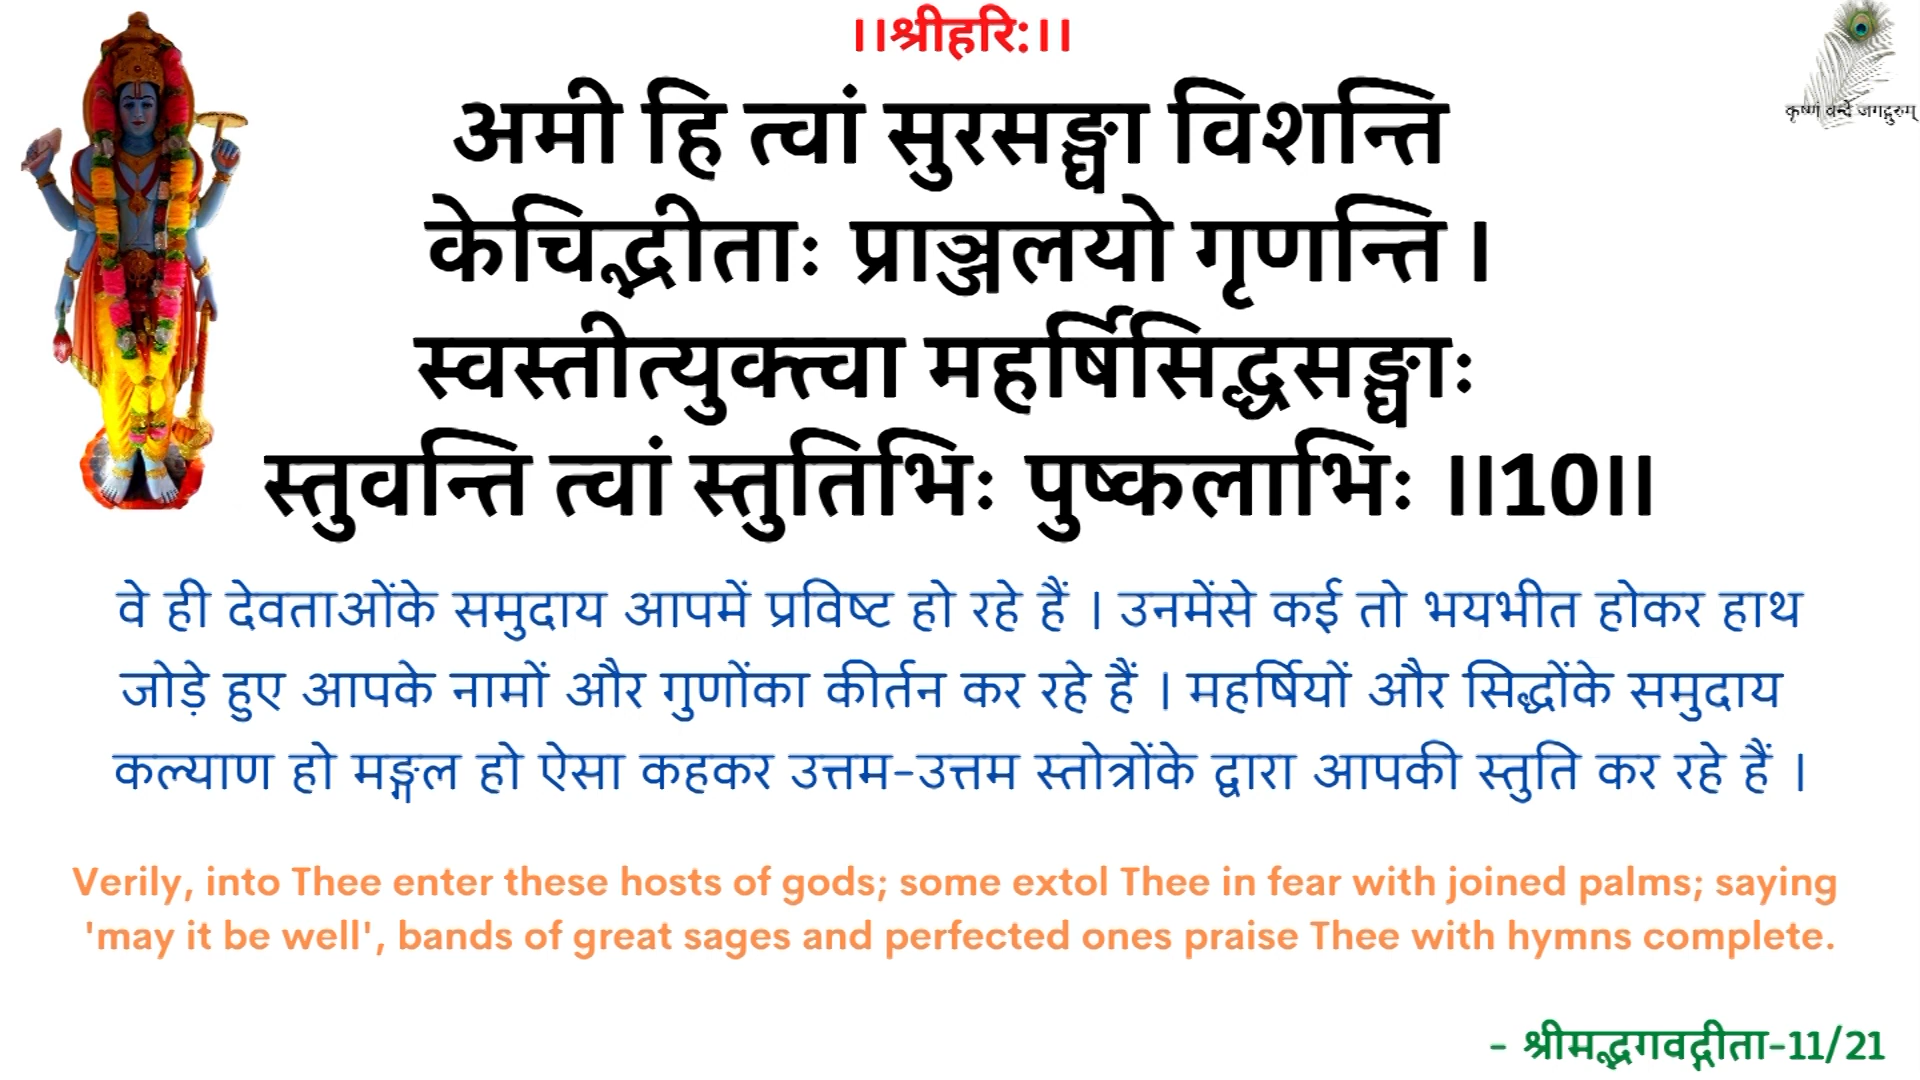 ।।श्रीहरि:।।
कृष्णं वन्दे जगद्गुरुम्
अमी हि त्वां सुरसङ्घा विशन्ति
केचिद्भीताः प्राञ्जलयो गृणन्ति ।
स्वस्तीत्युक्त्वा महर्षिसिद्धसङ्घाः
स्तुवन्ति त्वां स्तुतिभिः पुष्कलाभिः ।।10।।
वे ही देवताओंके समुदाय आपमें प्रविष्ट हो रहे हैं । उनमेंसे कई तो भयभीत होकर हाथ
जोड़े हुए आपके नामों और गुणोंका कीर्तन कर रहे हैं । महर्षियों और सिद्धोंके समुदाय
कल्याण हो मङ्गल हो ऐसा कहकर उत्तम-उत्तम स्तोत्रोंके द्वारा आपकी स्तुति कर रहे हैं ।
Verily, into Thee enter these hosts of gods; some extol Thee in fear with joined palms; saying
'may it be well', bands of great sages and perfected ones praise Thee with hymns complete.
- श्रीमद्भगवद्गीता-11/21